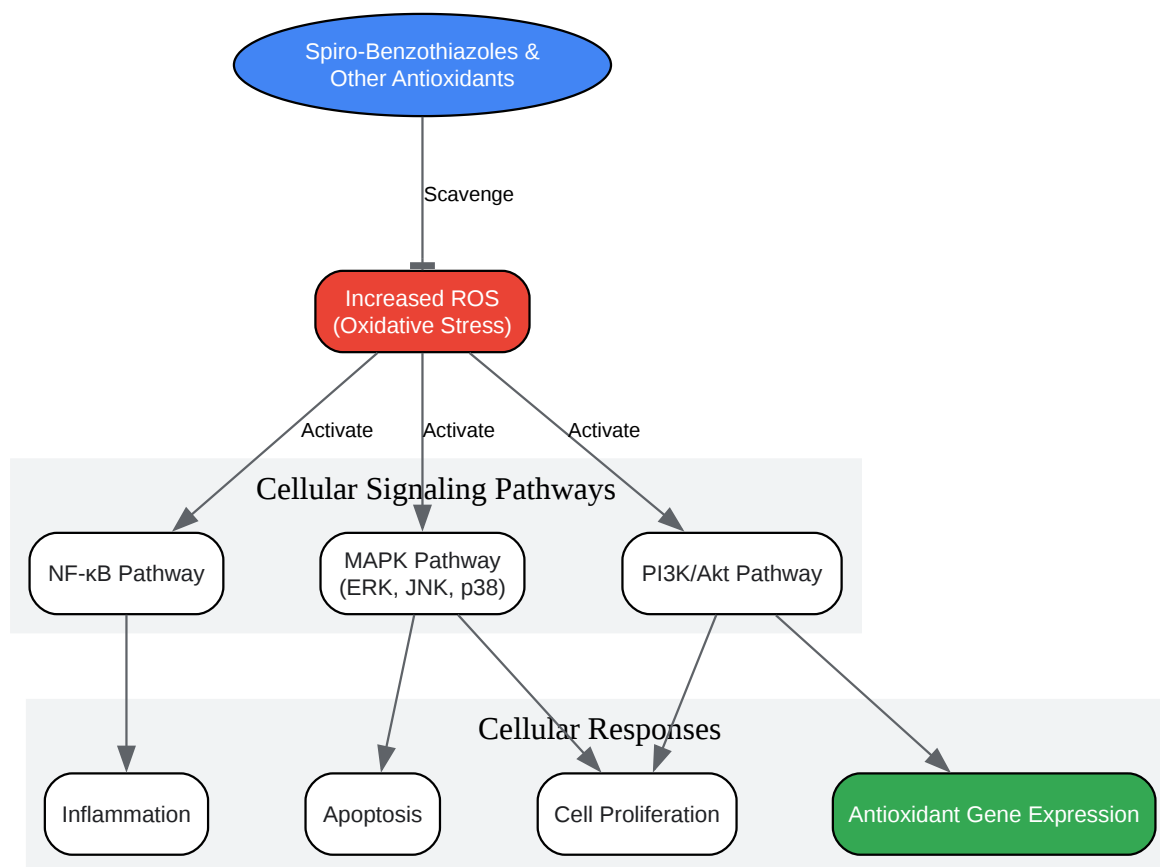 Spiro-Benzothiazoles &
Other Antioxidants
Scavenge
Increased ROS
(Oxidative Stress)
Activate
Activate
Activate
Cellular Signaling Pathways
NF-κB Pathway
MAPK Pathway
(ERK, JNK, p38)
PI3K/Akt Pathway
Cellular Responses
Inflammation
Apoptosis
Cell Proliferation
Antioxidant Gene Expression